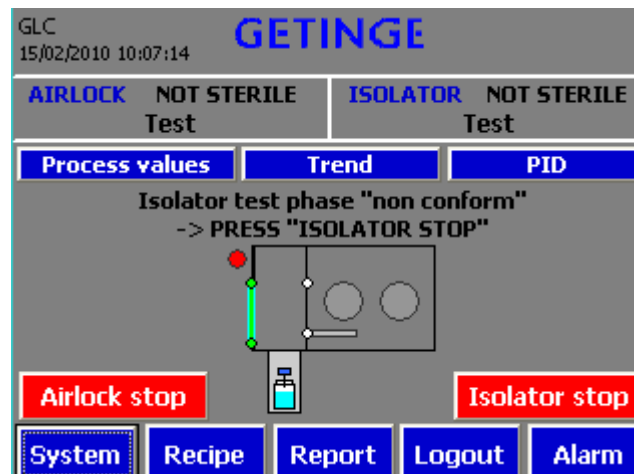 GLC
15/02/2010 10:07:14
GETINGE
AIRLOCK NOT STERILE
Test
ISOLATOR NOT STERILE
Test
Process values
Trend
PID
Isolator test phase "non conform"
-> PRESS "ISOLATOR STOP"
Airlock stop
Isolator stop
System
Recipe
Report
Logout
Alarm